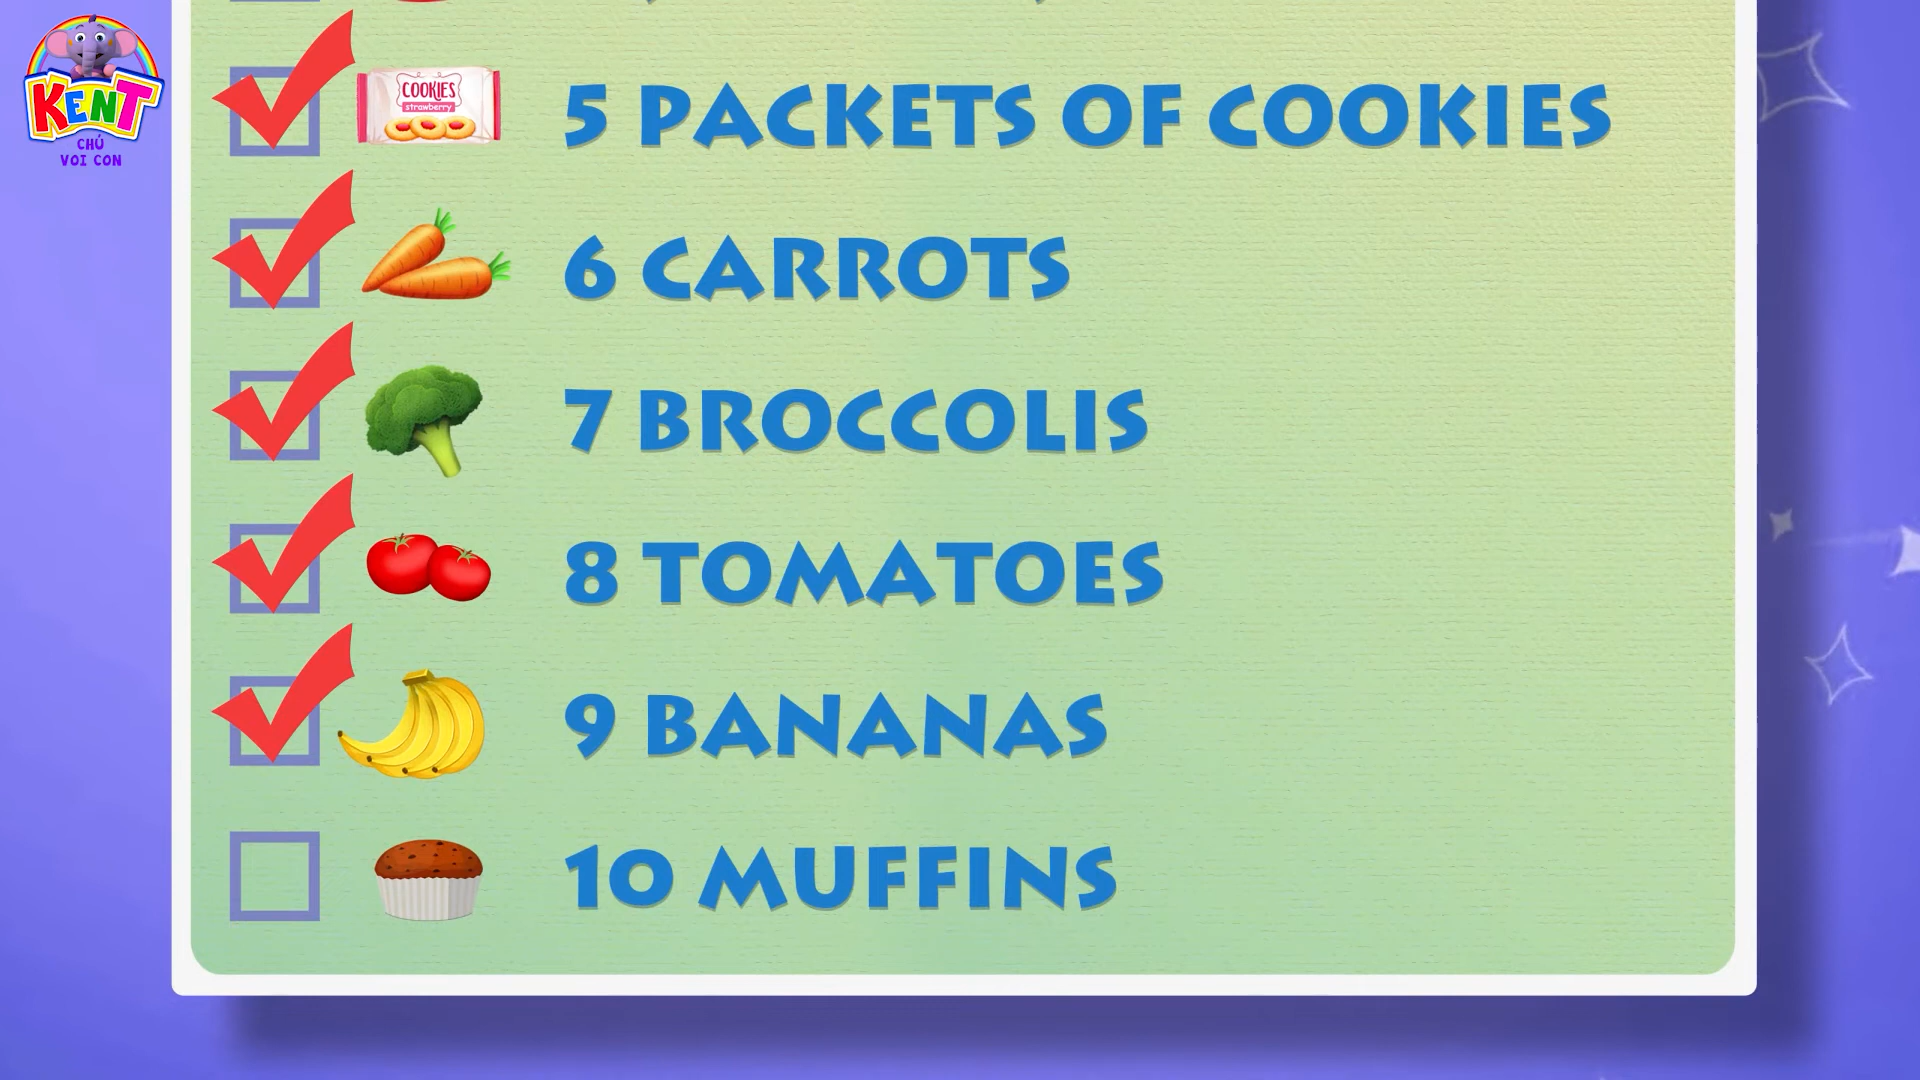 KENT
CHÚ
VOI CON
COOKIES
strawberry
5 PACKETS OF COOKIES
6 CARROTS
7 BROCCOLIS
8 TOMATOES
9 BANANAS
10 MUFFINS